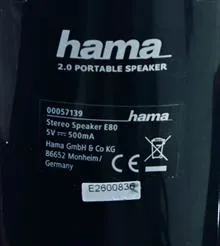 hama
2.0 PORTABLE SPEAKER
00057139
hama
Stereo Speaker E80
5V ⎓ 500mA
Hama GmbH & Co KG
86652 Monheim/
Germany
CE
E2600836